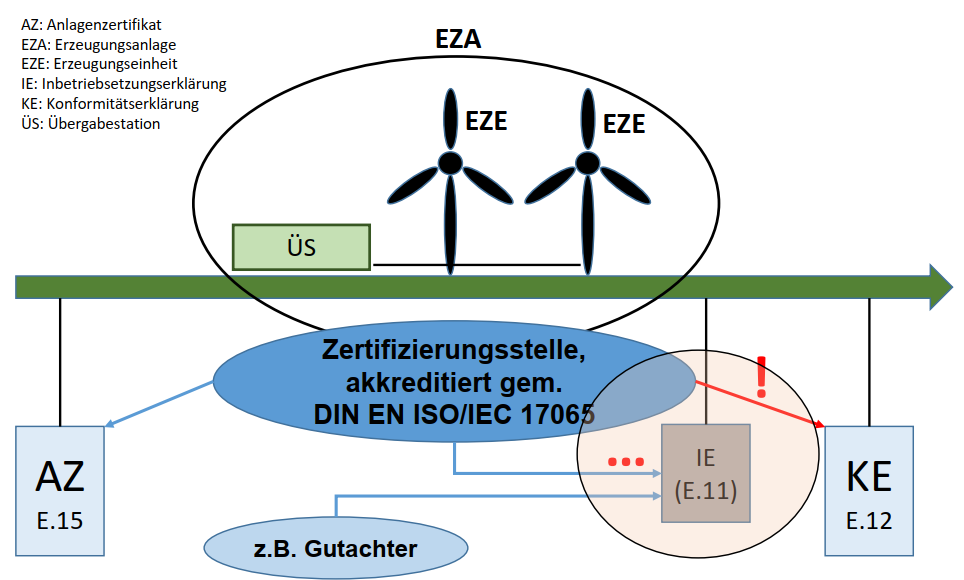 AZ: Anlagenzertifikat
EZA: Erzeugungsanlage
EZE: Erzeugungseinheit
IE: Inbetriebsetzungserklärung
KE: Konformitätserklärung
ÜS: Übergabestation
EZA
EZE
EZE
ÜS
Zertifizierungsstelle,
akkreditiert gem.
DIN EN ISO/IEC 17065
!
...
AZ
E.15
IE
(E.11)
KE
E.12
z.B. Gutachter